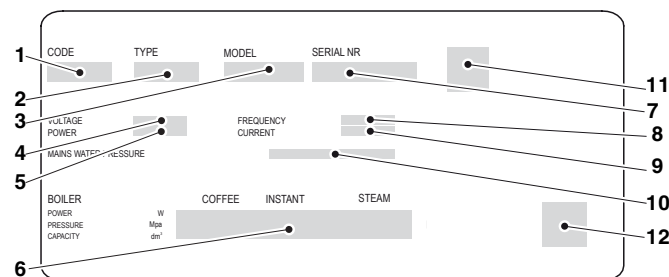 CODE TYPE MODEL SERIAL NR
1
2
3
11
7
VOLTAGE FREQUENCY
8
4
POWER CURRENT
9
5
MAINS WATER PRESSURE
10
BOILER COFFEE INSTANT STEAM
POWER W
PRESSURE Mpa
CAPACITY dm³
12
6